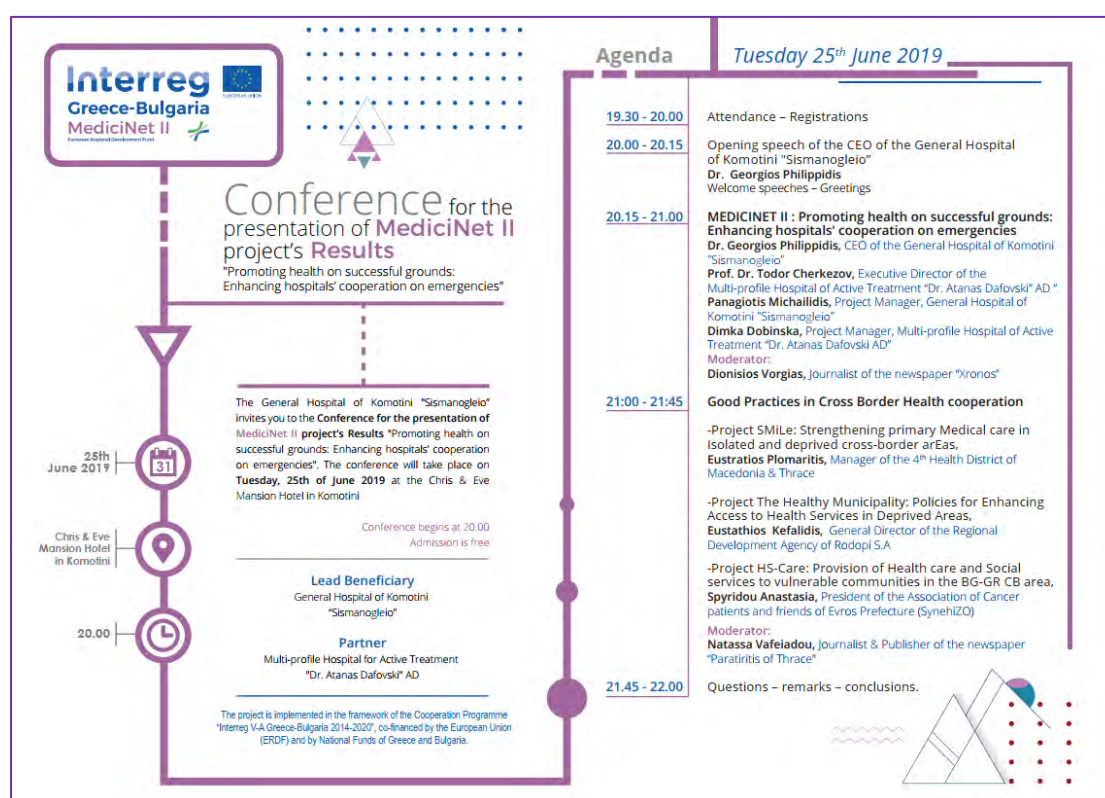 Interreg
EUROPEAN UNION
Greece-Bulgaria
MediciNet II
European Regional Development Fund
Conference for the
presentation of MediciNet II
project's Results
"Promoting health on successful grounds:
Enhancing hospitals' cooperation on emergencies"
The General Hospital of Komotini "Sismanogleio"
invites you to the Conference for the presentation of
MediciNet II project's Results "Promoting health on
successful grounds: Enhancing hospitals' cooperation
on emergencies". The conference will take place on
Tuesday, 25th of June 2019 at the Chris & Eve
Mansion Hotel in Komotini
25th
June 2019
31
Chris & Eve
Mansion Hotel
in Komotini
20.00
Conference begins at 20.00
Admission is free
Lead Beneficiary
General Hospital of Komotini
"Sismanogleio"
Partner
Multi-profile Hospital for Active Treatment
"Dr. Atanas Dafovski" AD
The project is implemented in the framework of the Cooperation Programme
"Interreg V-A Greece-Bulgaria 2014-2020", co-financed by the European Union
(ERDF) and by National Funds of Greece and Bulgaria.
Agenda
Tuesday 25th June 2019
19.30 - 20.00 Attendance – Registrations
20.00 - 20.15 Opening speech of the CEO of the General Hospital
of Komotini "Sismanogleio"
Dr. Georgios Philippidis
Welcome speeches – Greetings
20.15 - 21.00 MEDICINET II : Promoting health on successful grounds:
Enhancing hospitals' cooperation on emergencies
Dr. Georgios Philippidis, CEO of the General Hospital of Komotini
"Sismanogleio"
Prof. Dr. Todor Cherkezov, Executive Director of the
Multi-profile Hospital of Active Treatment "Dr. Atanas Dafovski" AD "
Panagiotis Michailidis, Project Manager, General Hospital of
Komotini "Sismanogleio"
Dimka Dobinska, Project Manager, Multi-profile Hospital of Active
Treatment "Dr. Atanas Dafovski AD"
Moderator:
Dionisios Vorgias, Journalist of the newspaper "Xronos"
21:00 - 21:45 Good Practices in Cross Border Health cooperation
-Project SMiLe: Strengthening primary Medical care in
Isolated and deprived cross-border arEas,
Eustratios Plomaritis, Manager of the 4th Health District of
Macedonia & Thrace
-Project The Healthy Municipality: Policies for Enhancing
Access to Health Services in Deprived Areas,
Eustathios Kefalidis, General Director of the Regional
Development Agency of Rodopi S.A
-Project HS-Care: Provision of Health care and Social
services to vulnerable communities in the BG-GR CB area,
Spyridou Anastasia, President of the Association of Cancer
patients and friends of Evros Prefecture (SynehiZO)
Moderator:
Natassa Vafeiadou, Journalist & Publisher of the newspaper
"Paratiritis of Thrace"
21.45 - 22.00 Questions – remarks – conclusions.